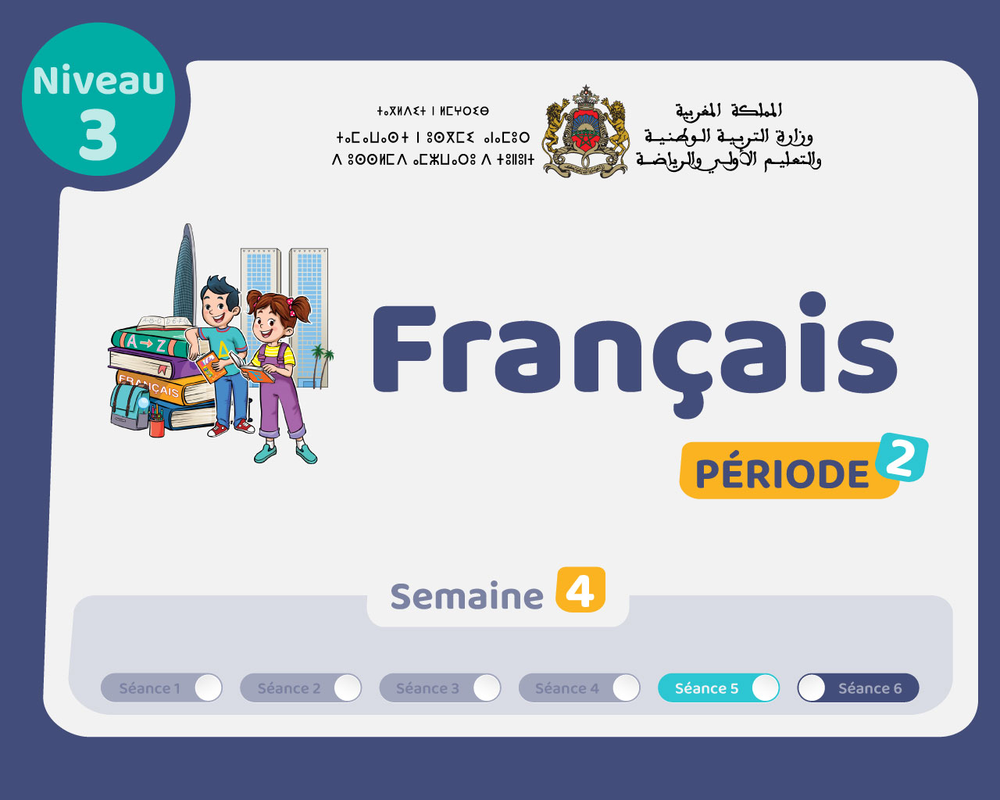 Niveau
3
ⵜⴰⴳⵍⴷⵉⵜ ⵏ ⵍⵎⵖⵔⵉⴱ
ⵜⴰⵎⴰⵡⴰⵙⵜ ⵏ ⵓⵙⴳⵎⵉ ⴰⵏⴰⵎⵓⵔ
ⴷ ⵓⵙⵙⵍⵎⴷ ⴰⵎⵣⵡⴰⵔⵓ ⴷ ⵜⵓⵏⵏⵓⵏⵜ
المملكة المغربية
وزارة التربية الوطنية
والتعليم الأولي والرياضة
A-B-C D-E-F
A → Z
FRANÇAIS
Français
PÉRIODE 2
Semaine 4
Séance 1
Séance 2
Séance 3
Séance 4
Séance 5
Séance 6